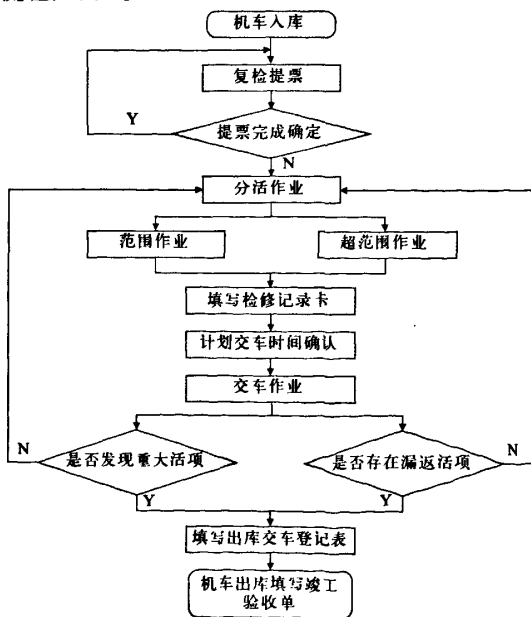 机车入库
复检提票
Y
提票完成确定
N
分活作业
范围作业
超范围作业
填写检修记录卡
计划交车时间确认
交车作业
N
是否发现重大活项
是否存在漏返活项
N
Y
Y
填写出库交车登记表
机车出库填写竣工
验收单